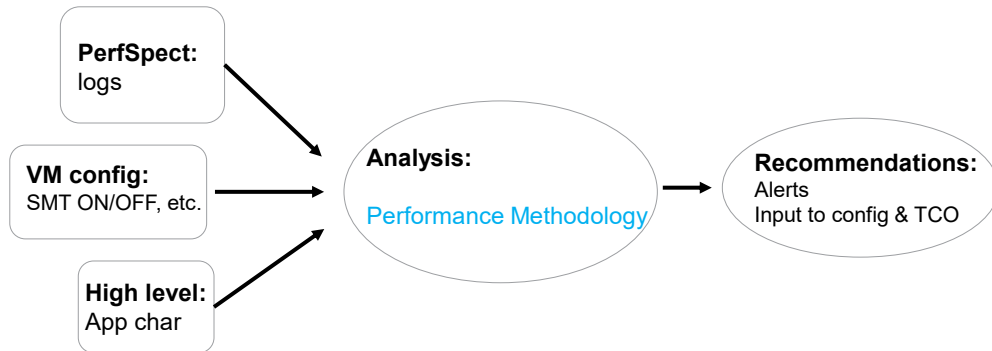 PerfSpect:
logs
VM config:
SMT ON/OFF, etc.
High level:
App char
Analysis:
Performance Methodology
Recommendations:
Alerts
Input to config & TCO